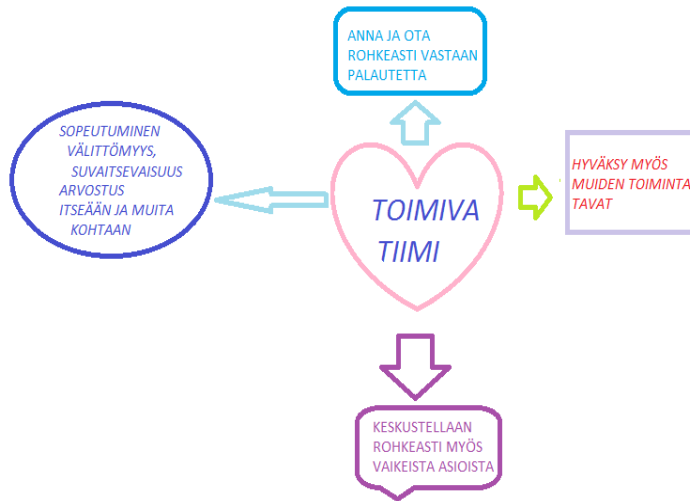 ANNA JA OTA
ROHKEASTI VASTAAN
PALAUTETTA
SOPEUTUMINEN
VÄLITTÖMYYS,
SUVAITSEVAISUUS
ARVOSTUS
ITSEÄÄN JA MUITA
KOHTAAN
TOIMIVA
TIIMI
HYVÄKSY MYÖS
MUIDEN TOIMINTA
TAVAT
KESKUSTELLAAN
ROHKEASTI MYÖS
VAIKEISTA ASIOISTA